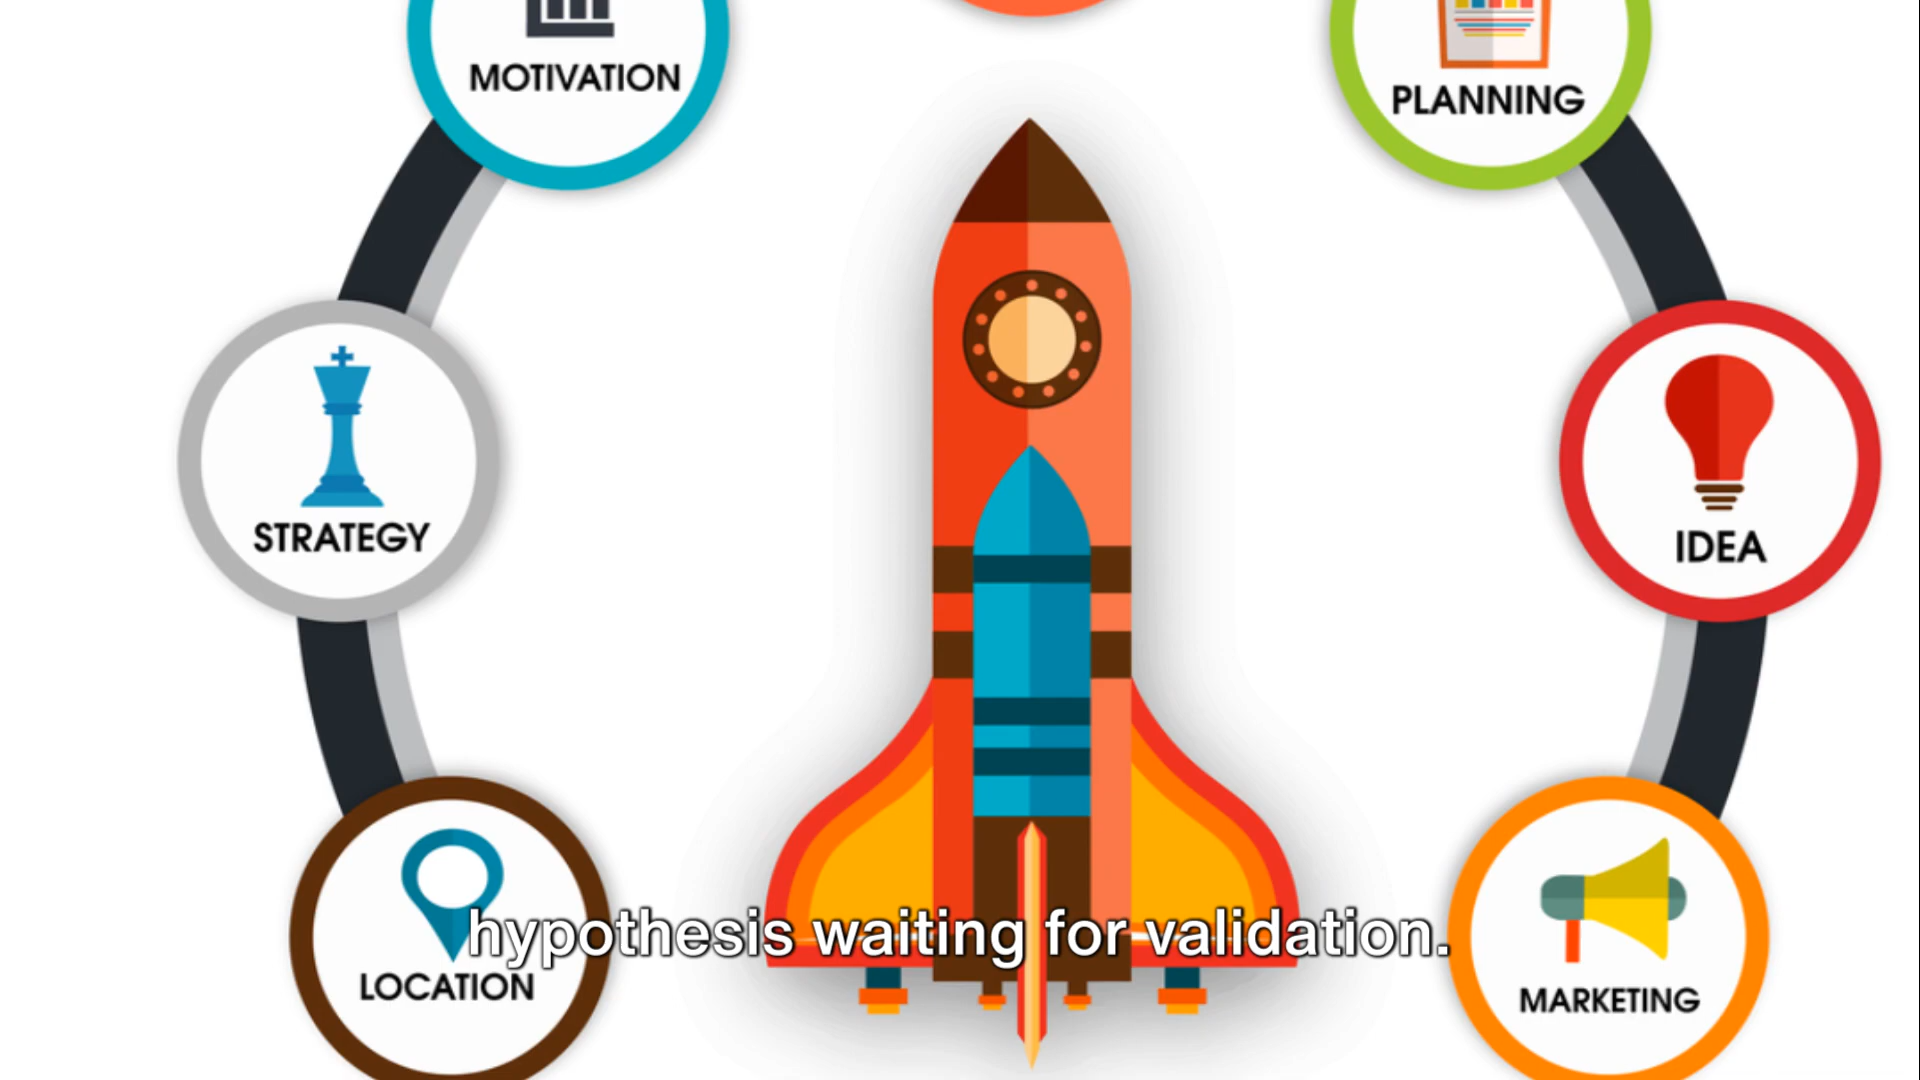 MOTIVATION
PLANNING
STRATEGY
IDEA
hypothesis waiting for validation.
LOCATION
MARKETING